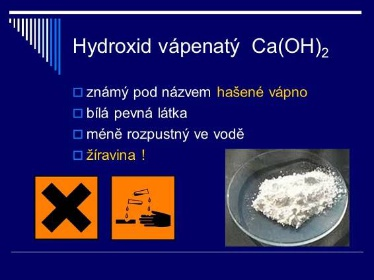 Hydroxid vápenatý Ca(OH)₂
známý pod názvem hašené vápno
bílá pevná látka
méně rozpustný ve vodě
žíravina !